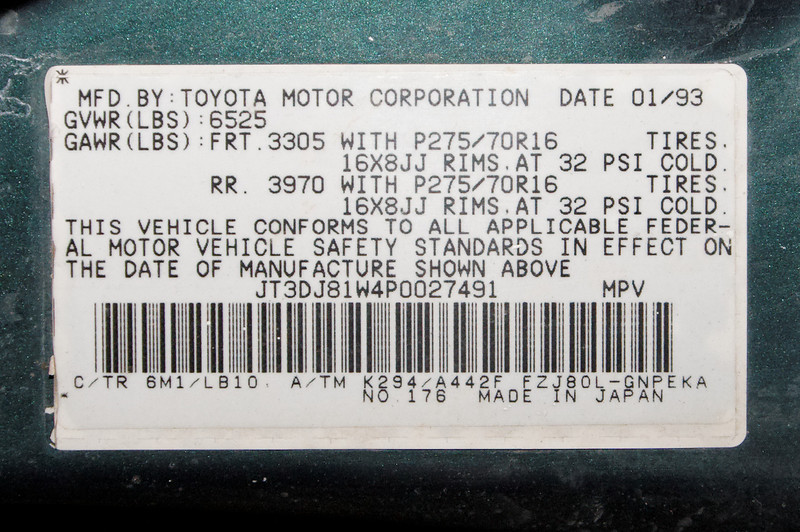 MFD.BY:TOYOTA MOTOR CORPORATION DATE 01/93
GVWR(LBS):6525
GAWR(LBS):FRT.3305 WITH P275/70R16 TIRES.
16X8JJ RIMS.AT 32 PSI COLD.
RR. 3970 WITH P275/70R16 TIRES.
16X8JJ RIMS.AT 32 PSI COLD.
THIS VEHICLE CONFORMS TO ALL APPLICABLE FEDER-
AL MOTOR VEHICLE SAFETY STANDARDS IN EFFECT ON
THE DATE OF MANUFACTURE SHOWN ABOVE
JT3DJ81W4P0027491 MPV
C/TR 6M1/LB10. A/TM K294/A442F FZJ80L-GNPEKA
NO.176 MADE IN JAPAN